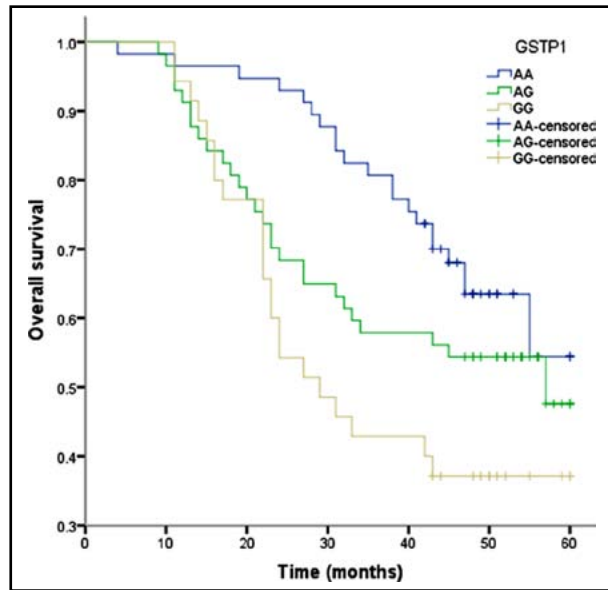 GSTP1
AA
AG
GG
AA-censored
AG-censored
GG-censored
Overall survival
1.0
0.9
0.8
0.7
0.6
0.5
0.4
0.3
0 10 20 30 40 50 60
Time (months)